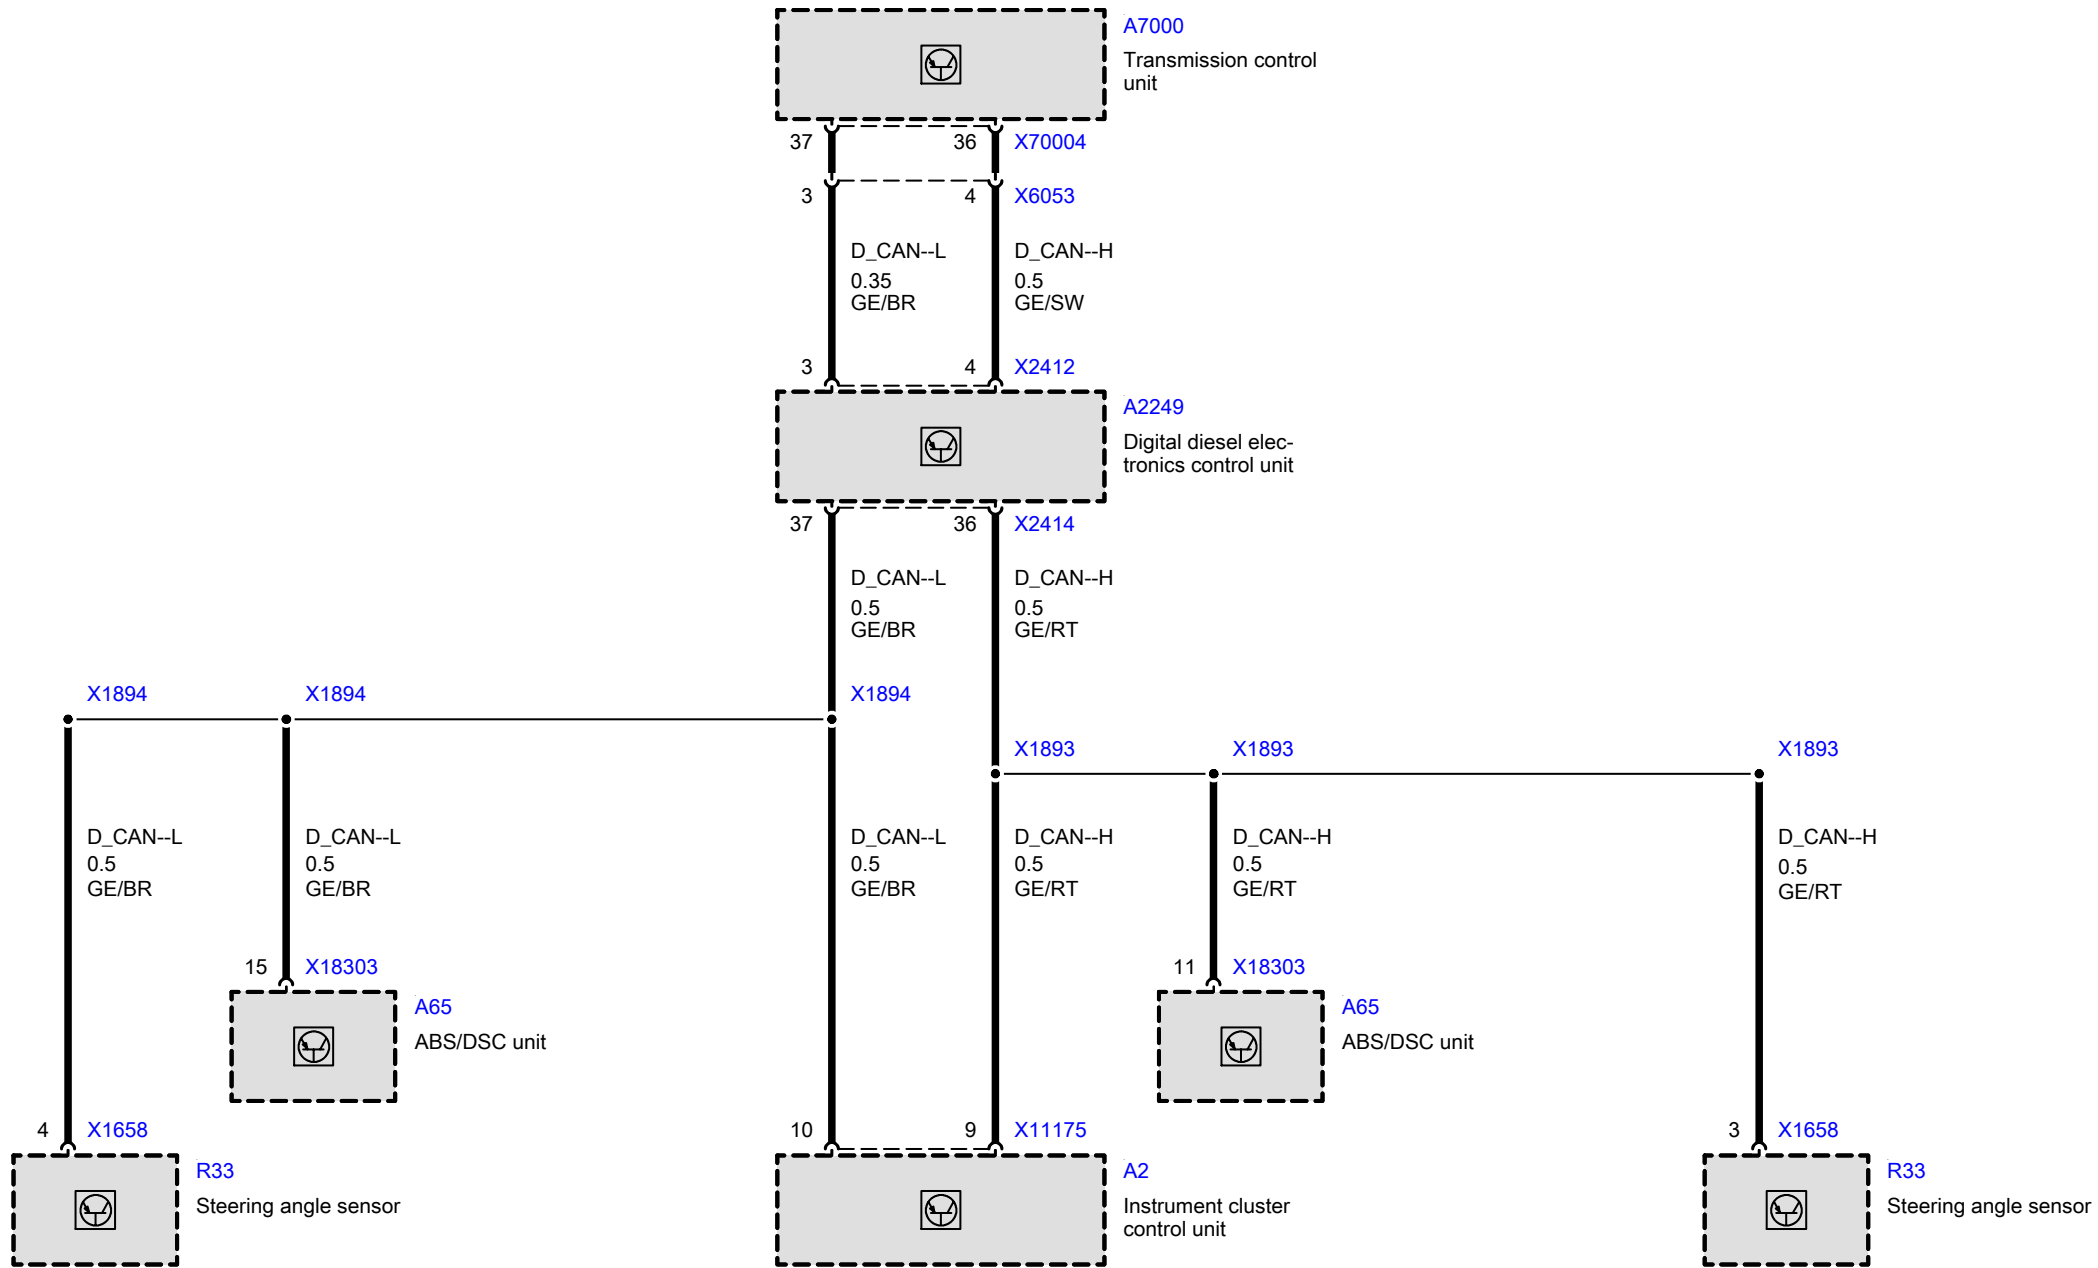 A7000
Transmission control
unit
37
36
X70004
3
4
X6053
D_CAN--L
0.35
GE/BR
D_CAN--H
0.5
GE/SW
3
4
X2412
A2249
Digital diesel elec-
tronics control unit
37
36
X2414
D_CAN--L
0.5
GE/BR
D_CAN--H
0.5
GE/RT
X1894
X1894
X1894
X1893
X1893
X1893
D_CAN--L
0.5
GE/BR
D_CAN--L
0.5
GE/BR
D_CAN--L
0.5
GE/BR
D_CAN--H
0.5
GE/RT
D_CAN--H
0.5
GE/RT
D_CAN--H
0.5
GE/RT
15
X18303
A65
ABS/DSC unit
11
X18303
A65
ABS/DSC unit
4
X1658
R33
Steering angle sensor
10
9
X11175
A2
Instrument cluster
control unit
3
X1658
R33
Steering angle sensor